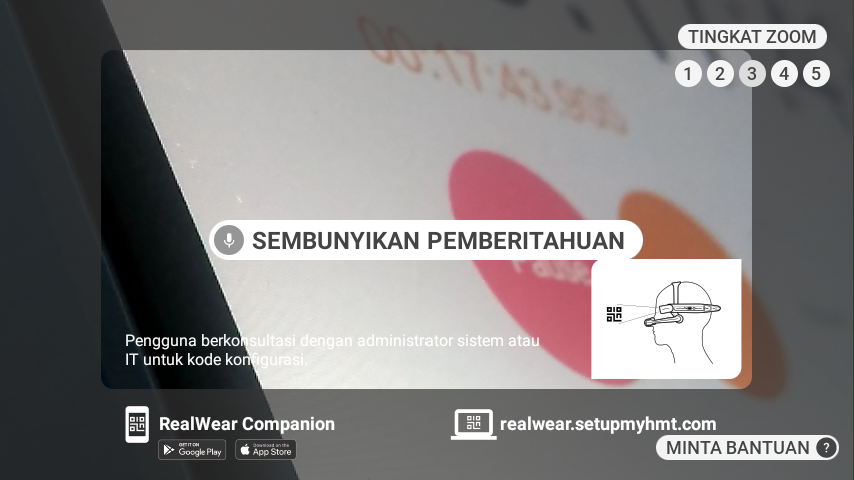 TINGKAT ZOOM
1 2 3 4 5
SEMBUNYIKAN PEMBERITAHUAN
Pengguna berkonsultasi dengan administrator sistem atau
IT untuk kode konfigurasi.
RealWear Companion
GET IT ON
Google Play
Download on the
App Store
realwear.setupmyhmt.com
MINTA BANTUAN ?